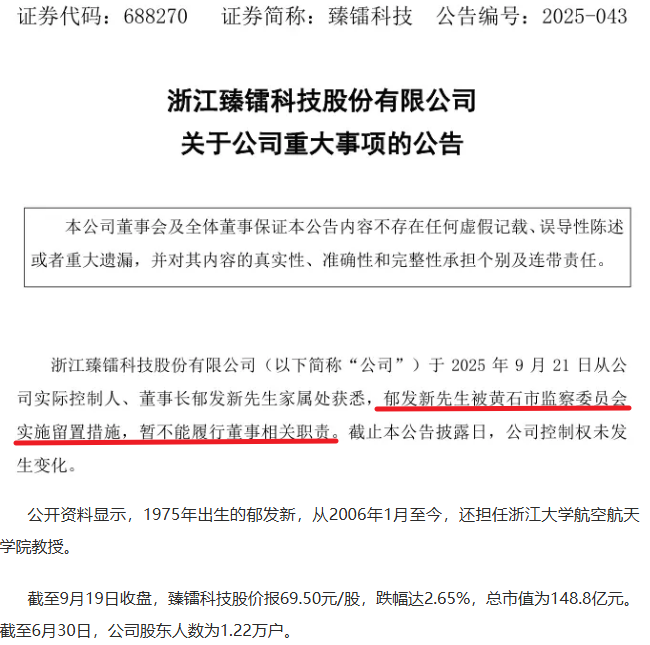 证券代码：688270 证券简称：臻镭科技 公告编号：2025-043
浙江臻镭科技股份有限公司
关于公司重大事项的公告
本公司董事会及全体董事保证本公告内容不存在任何虚假记载、误导性陈述
或者重大遗漏，并对其内容的真实性、准确性和完整性承担个别及连带责任。
浙江臻镭科技股份有限公司（以下简称“公司”）于 2025 年 9 月 21 日从公
司实际控制人、董事长郁发新先生家属处获悉，郁发新先生被黄石市监察委员会
实施留置措施，暂不能履行董事相关职责。截止本公告披露日，公司控制权未发
生变化。
公开资料显示，1975年出生的郁发新，从2006年1月至今，还担任浙江大学航空航天
学院教授。
截至9月19日收盘，臻镭科技股价报69.50元/股，跌幅达2.65%，总市值为148.8亿元。
截至6月30日，公司股东人数为1.22万户。